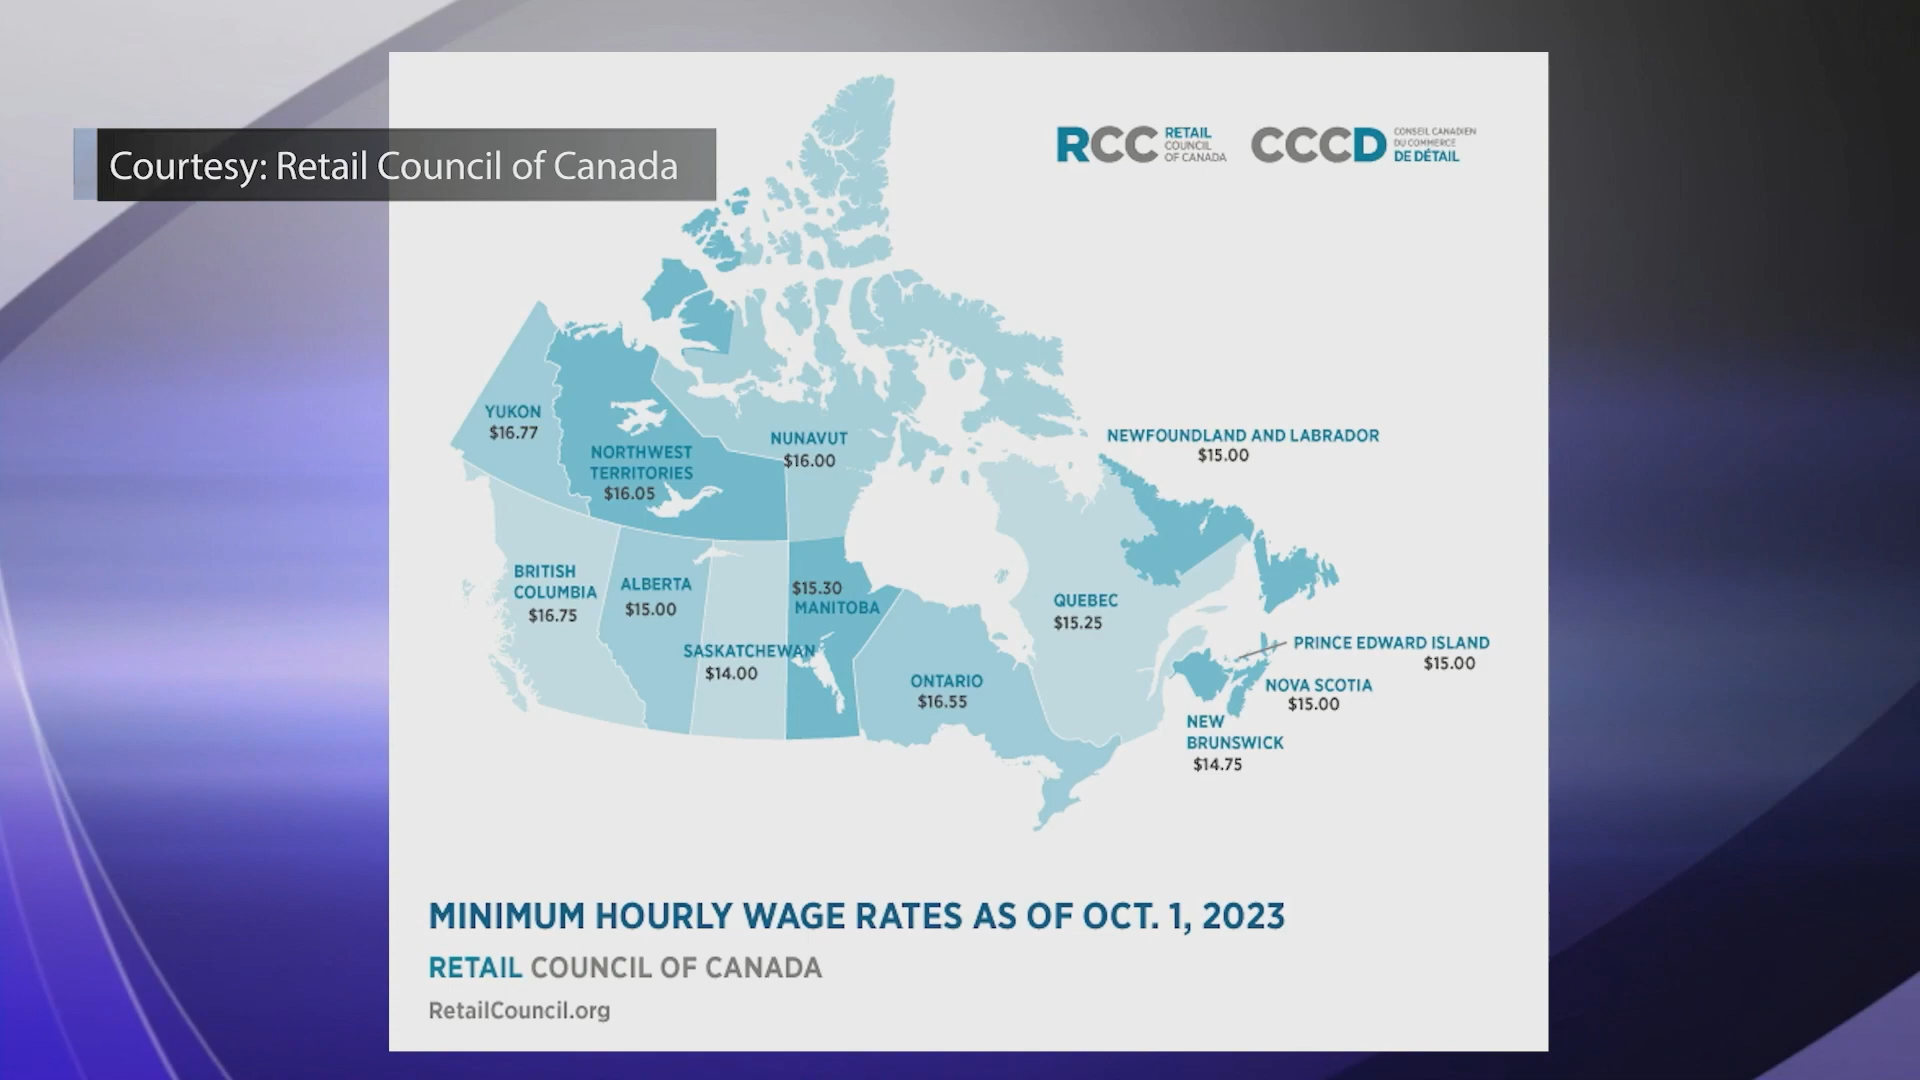 Courtesy: Retail Council of Canada
RCC RETAIL
COUNCIL
OF CANADA
CCCD CONSEIL CANADIEN
DU COMMERCE
DE DÉTAIL
YUKON
$16.77
NORTHWEST
TERRITORIES
$16.05
NUNAVUT
$16.00
NEWFOUNDLAND AND LABRADOR
$15.00
BRITISH
COLUMBIA
$16.75
ALBERTA
$15.00
SASKATCHEWAN
$14.00
$15.30
MANITOBA
ONTARIO
$16.55
QUEBEC
$15.25
PRINCE EDWARD ISLAND
$15.00
NOVA SCOTIA
$15.00
NEW
BRUNSWICK
$14.75
MINIMUM HOURLY WAGE RATES AS OF OCT. 1, 2023
RETAIL COUNCIL OF CANADA
RetailCouncil.org